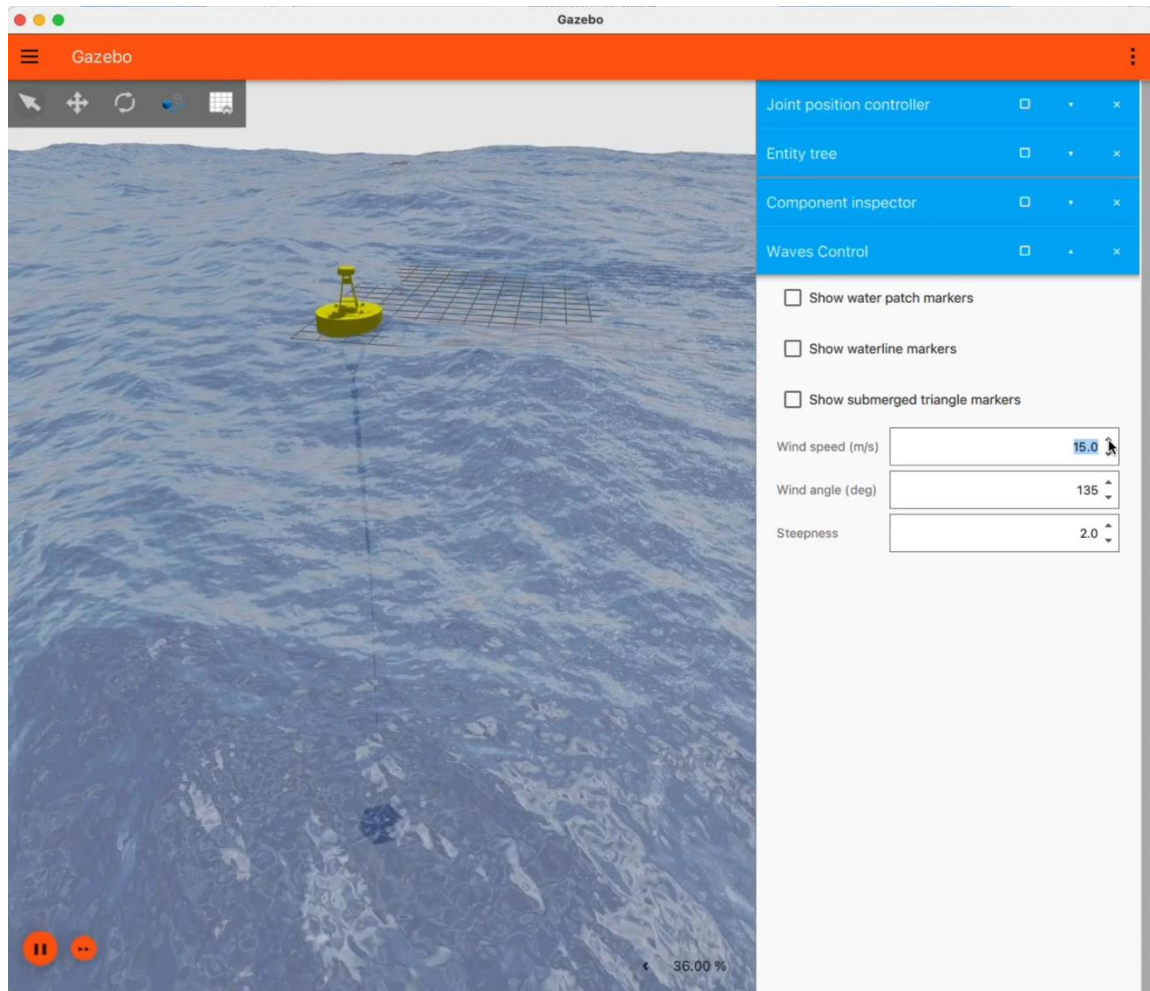 Gazebo
Gazebo
Joint position controller
Entity tree
Component inspector
Waves Control
Show water patch markers
Show waterline markers
Show submerged triangle markers
Wind speed (m/s) 15.0
Wind angle (deg) 135
Steepness 2.0
36.00 %